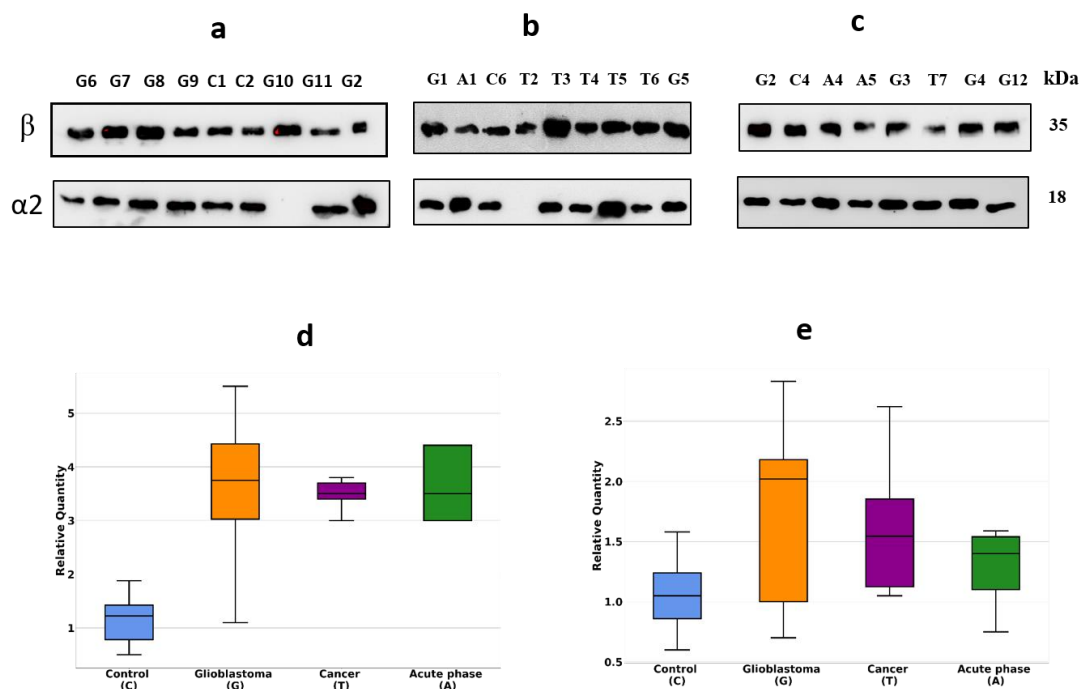 a
b
c
G6 G7 G8 G9 C1 C2 G10 G11 G2
G1 A1 C6 T2 T3 T4 T5 T6 G5
G2 C4 A4 A5 G3 T7 G4 G12 kDa
β
35
α2
18
d
e
Relative Quantity
5
4
3
2
1
Control
(C)
Glioblastoma
(G)
Cancer
(T)
Acute phase
(A)
Relative Quantity
2.5
2.0
1.5
1.0
0.5
Control
(C)
Glioblastoma
(G)
Cancer
(T)
Acute phase
(A)